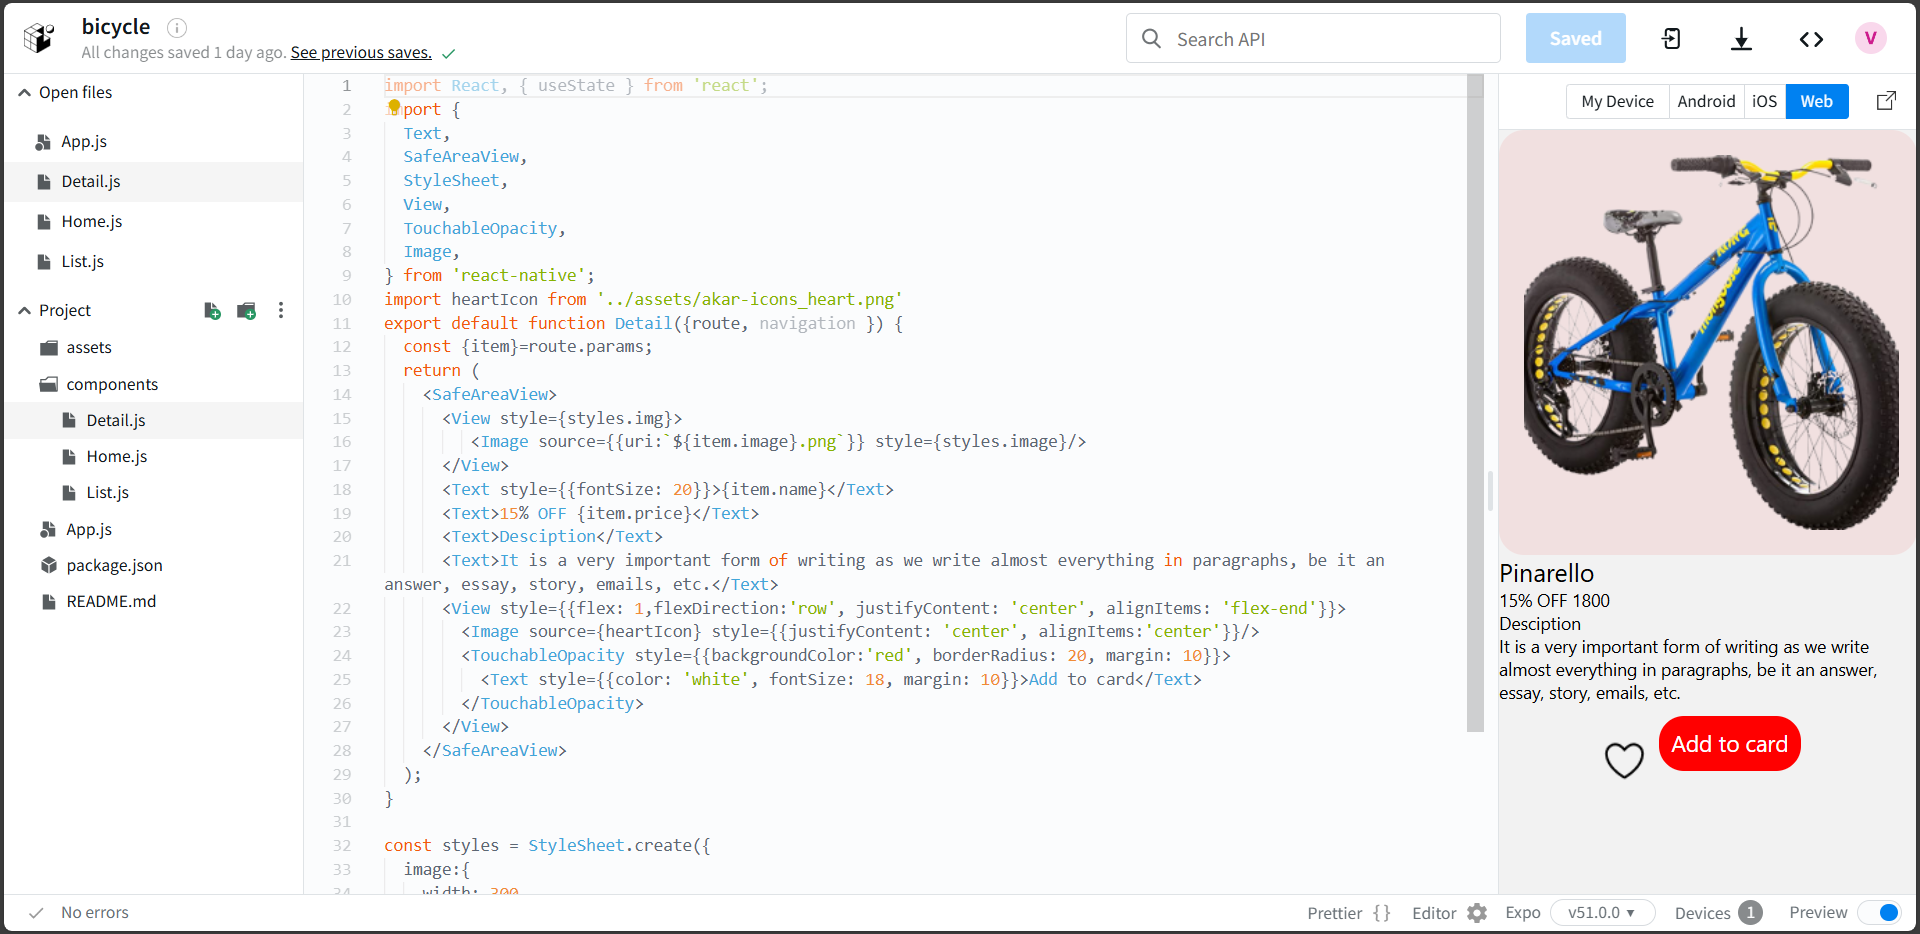 bicycle
All changes saved 1 day ago. See previous saves.
Search API
Saved
V
Open files
App.js
Detail.js
Home.js
List.js
Project
assets
components
Detail.js
Home.js
List.js
App.js
package.json
README.md
1 import React, { useState } from 'react';
2 import {
3 Text,
4 SafeAreaView,
5 StyleSheet,
6 View,
7 TouchableOpacity,
8 Image,
9 } from 'react-native';
10 import heartIcon from '../assets/akar-icons_heart.png'
11 export default function Detail({route, navigation }) {
12 const {item}=route.params;
13 return (
14 <SafeAreaView>
15 <View style={styles.img}>
16 <Image source={{uri:`${item.image}.png`}} style={styles.image}/>
17 </View>
18 <Text style={{fontSize: 20}}>{item.name}</Text>
19 <Text>15% OFF {item.price}</Text>
20 <Text>Desciption</Text>
21 <Text>It is a very important form of writing as we write almost everything in paragraphs, be it an
answer, essay, story, emails, etc.</Text>
22 <View style={{flex: 1,flexDirection:'row', justifyContent: 'center', alignItems: 'flex-end'}}>
23 <Image source={heartIcon} style={{justifyContent: 'center', alignItems:'center'}}/>
24 <TouchableOpacity style={{backgroundColor:'red', borderRadius: 20, margin: 10}}>
25 <Text style={{color: 'white', fontSize: 18, margin: 10}}>Add to card</Text>
26 </TouchableOpacity>
27 </View>
28 </SafeAreaView>
29 );
30 }
31
32 const styles = StyleSheet.create({
33 image:{
34 width: 300
My Device
Android
iOS
Web
mongoose
Pinarello
15% OFF 1800
Desciption
It is a very important form of writing as we write
almost everything in paragraphs, be it an answer,
essay, story, emails, etc.
Add to card
No errors
Prettier { }
Editor
Expo
v51.0.0
Devices 1
Preview